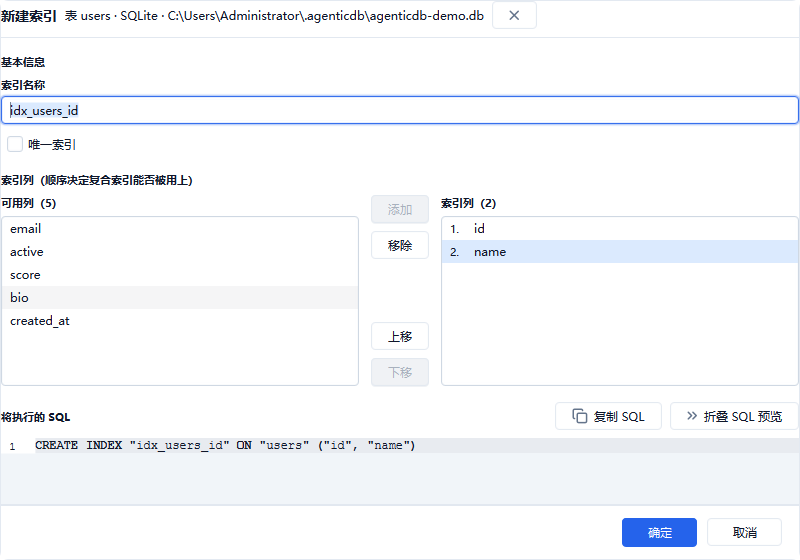 新建索引 表 users · SQLite · C:\Users\Administrator\.agenticdb\agenticdb-demo.db
基本信息
索引名称
idx_users_id
唯一索引
索引列（顺序决定复合索引能否被用上）
可用列（5）
email
active
score
bio
created_at
添加
移除
上移
下移
索引列（2）
1. id
2. name
将执行的 SQL
复制 SQL
折叠 SQL 预览
1 CREATE INDEX "idx_users_id" ON "users" ("id", "name")
确定
取消